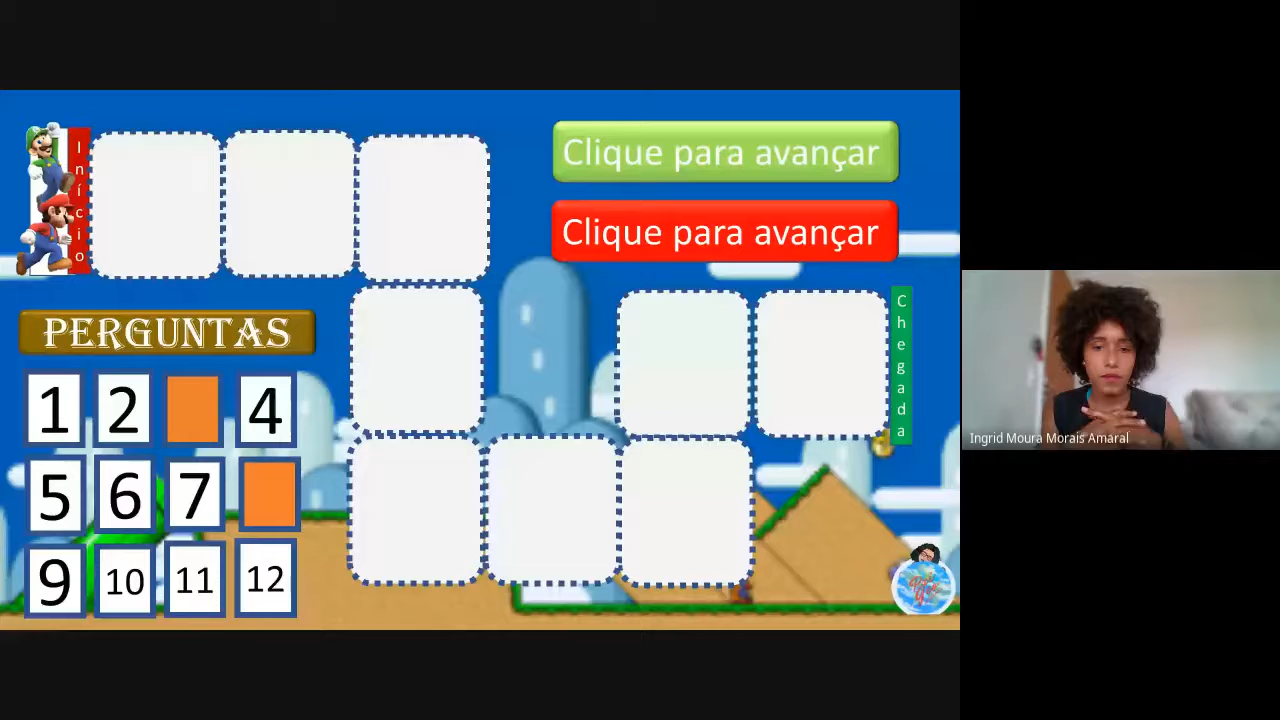 Início
Clique para avançar
Clique para avançar
Chegada
PERGUNTAS
1 2 4
5 6 7
9 10 11 12
Ingrid Moura Morais Amaral